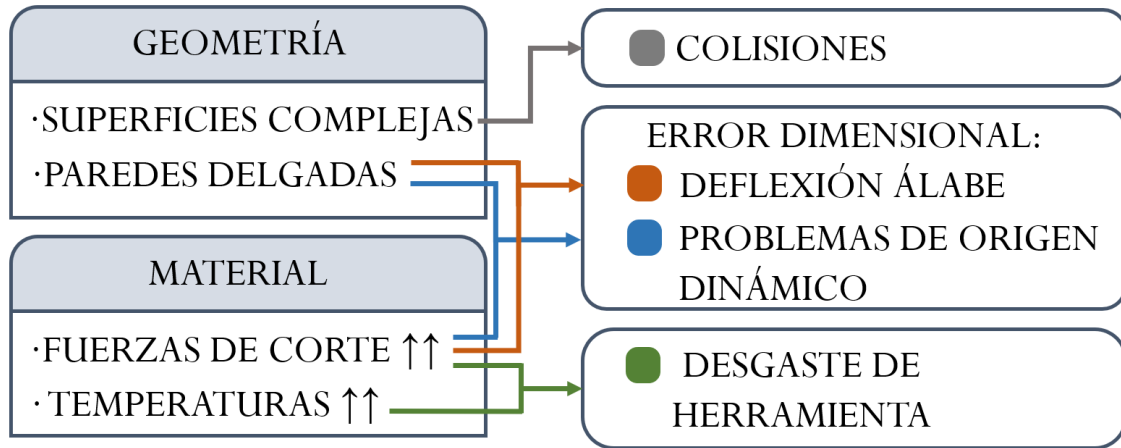 GEOMETRÍA
·SUPERFICIES COMPLEJAS
·PAREDES DELGADAS
MATERIAL
·FUERZAS DE CORTE ↑↑
· TEMPERATURAS ↑↑
COLISIONES
ERROR DIMENSIONAL:
DEFLEXIÓN ÁLABE
PROBLEMAS DE ORIGEN
DINÁMICO
DESGASTE DE
HERRAMIENTA